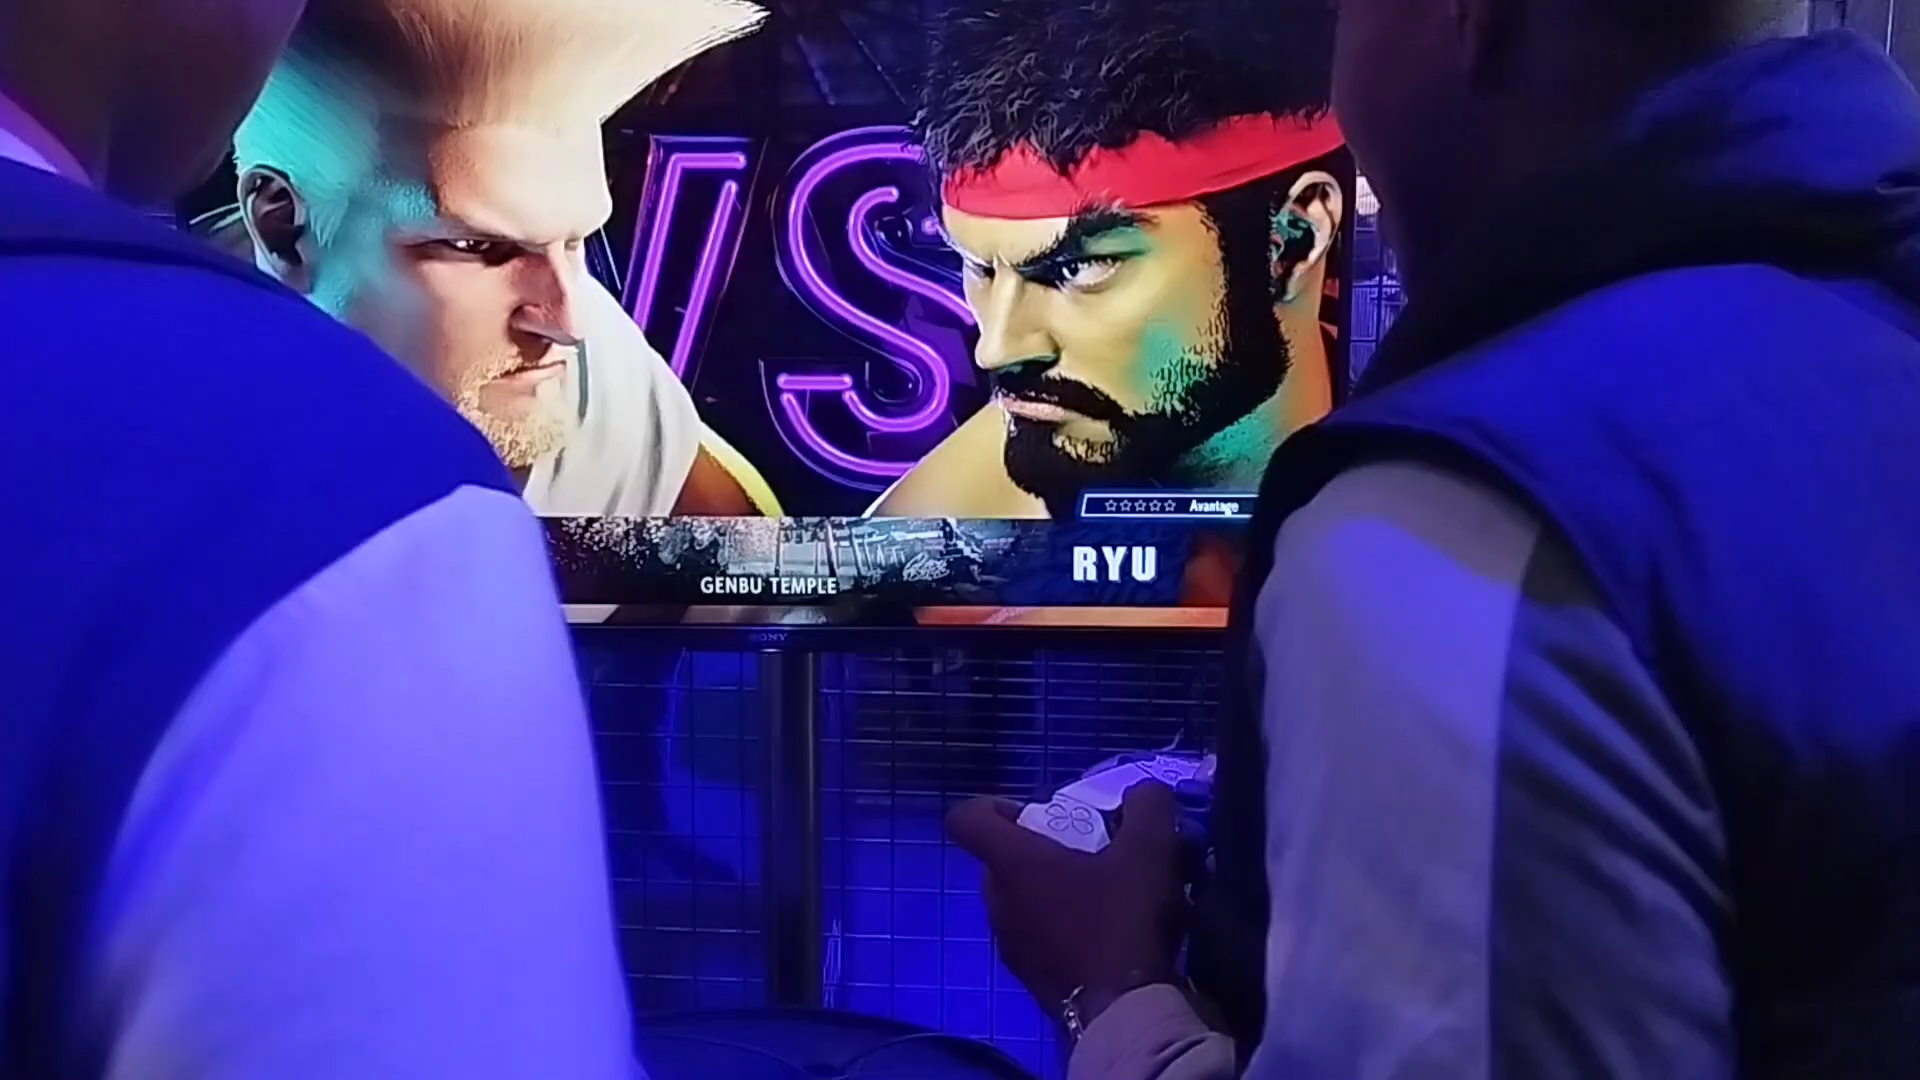 VS
☆☆☆☆☆ Avantage
RYU
GENBU TEMPLE
SONY